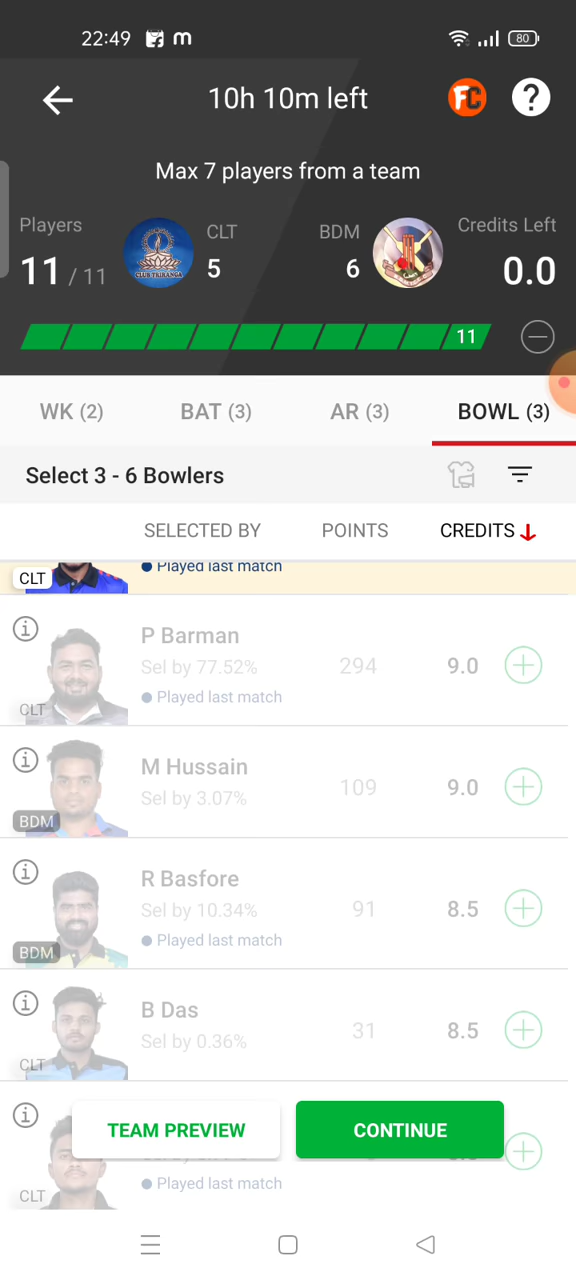 22:49 m 80
10h 10m left FC ?
Max 7 players from a team
Players CLT BDM Credits Left
11 / 11 5 6 0.0
CLUB TRIRANGA
11
WK (2) BAT (3) AR (3) BOWL (3)
Select 3 - 6 Bowlers
SELECTED BY POINTS CREDITS
CLT Played last match
P Barman
Sel by 77.52% 294 9.0
Played last match
CLT
M Hussain
Sel by 3.07% 109 9.0
BDM
R Basfore
Sel by 10.34% 91 8.5
Played last match
BDM
B Das
Sel by 0.36% 31 8.5
CLT
TEAM PREVIEW CONTINUE
Played last match
CLT